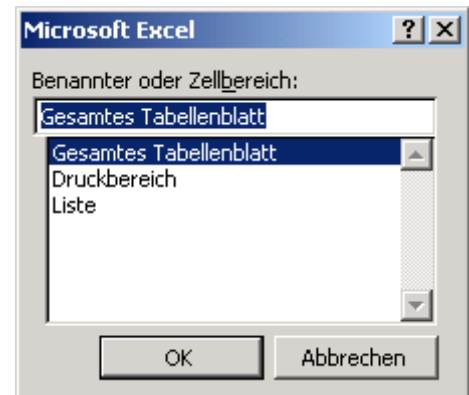 Microsoft Excel
Benannter oder Zellbereich:
Gesamtes Tabellenblatt
Gesamtes Tabellenblatt
Druckbereich
Liste
OK Abbrechen